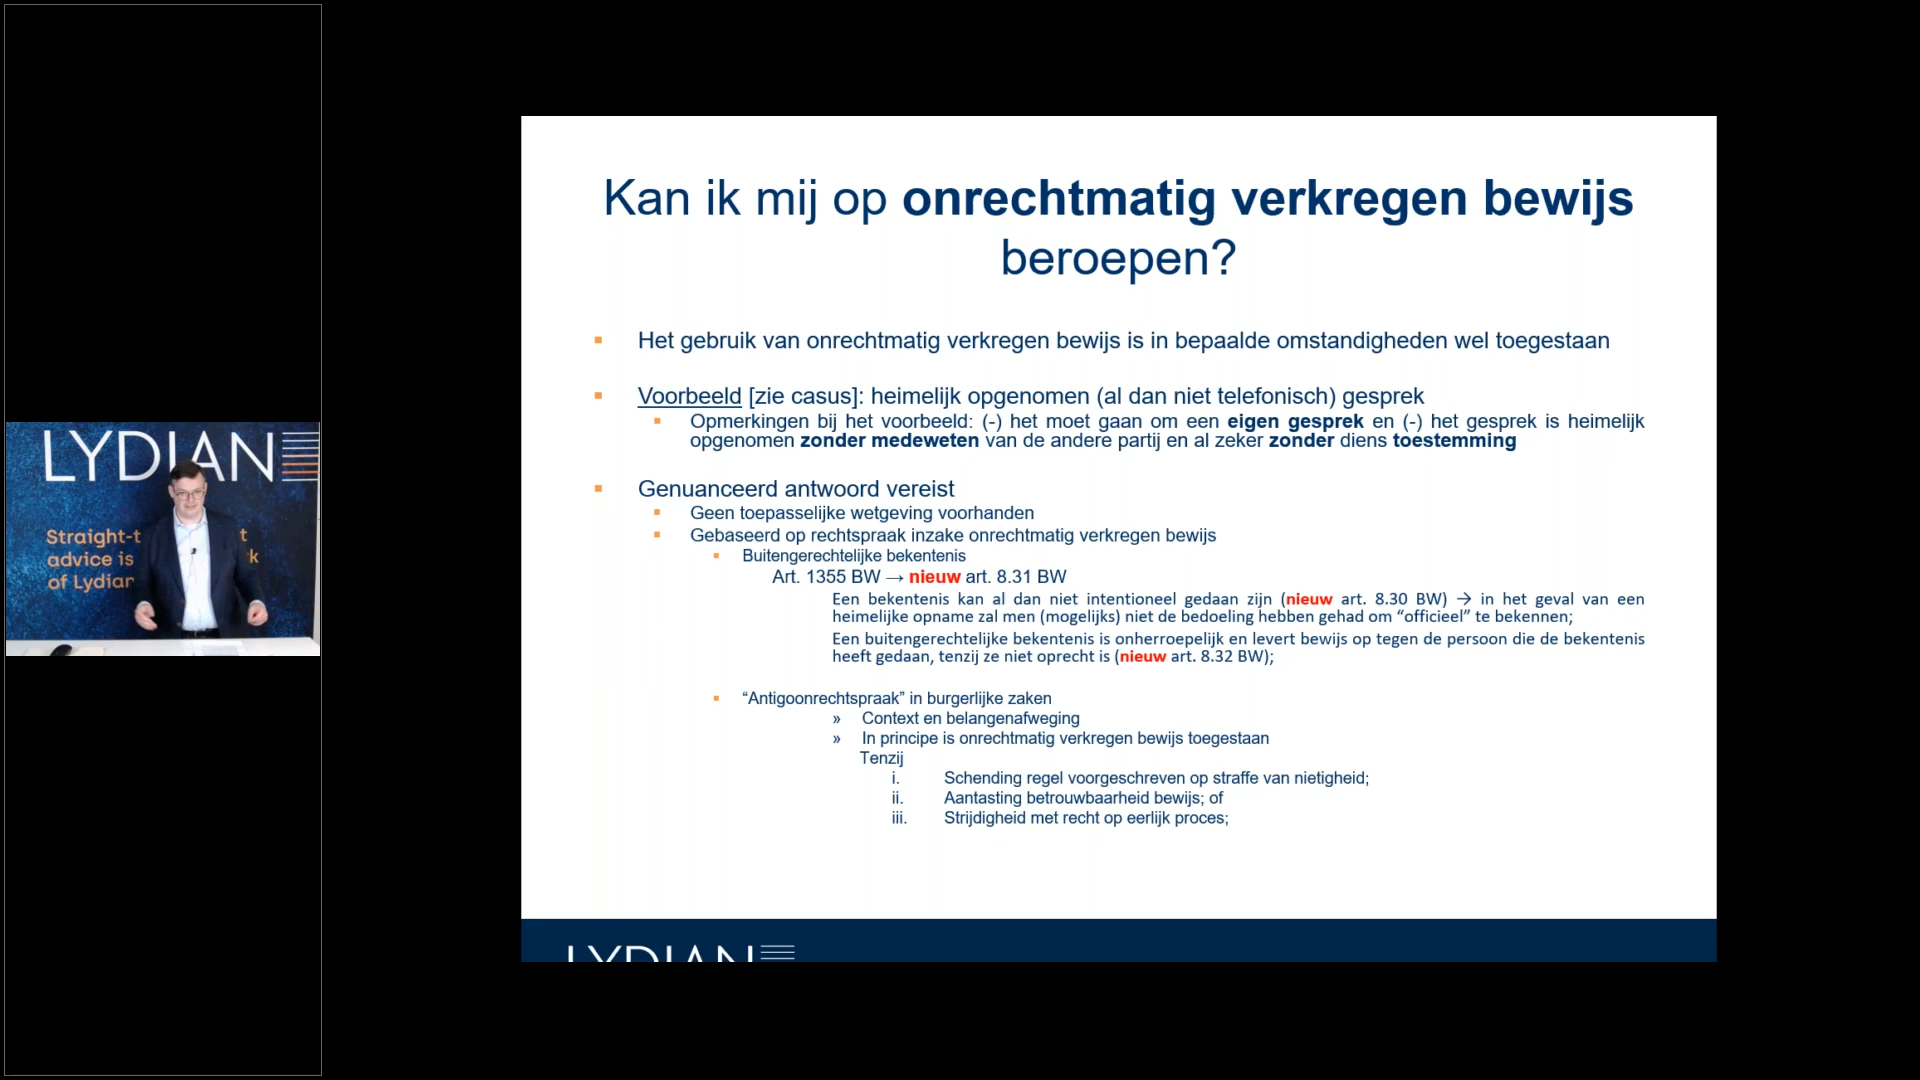 LYDIAN
Straight-t t
advice is k
of Lydian
Kan ik mij op onrechtmatig verkregen bewijs
beroepen?
Het gebruik van onrechtmatig verkregen bewijs is in bepaalde omstandigheden wel toegestaan
Voorbeeld [zie casus]: heimelijk opgenomen (al dan niet telefonisch) gesprek
Opmerkingen bij het voorbeeld: (-) het moet gaan om een eigen gesprek en (-) het gesprek is heimelijk
opgenomen zonder medeweten van de andere partij en al zeker zonder diens toestemming
Genuanceerd antwoord vereist
Geen toepasselijke wetgeving voorhanden
Gebaseerd op rechtspraak inzake onrechtmatig verkregen bewijs
Buitengerechtelijke bekentenis
Art. 1355 BW → nieuw art. 8.31 BW
Een bekentenis kan al dan niet intentioneel gedaan zijn (nieuw art. 8.30 BW) → in het geval van een
heimelijke opname zal men (mogelijks) niet de bedoeling hebben gehad om “officieel” te bekennen;
Een buitengerechtelijke bekentenis is onherroepelijk en levert bewijs op tegen de persoon die de bekentenis
heeft gedaan, tenzij ze niet oprecht is (nieuw art. 8.32 BW);
“Antigoonrechtspraak” in burgerlijke zaken
» Context en belangenafweging
» In principe is onrechtmatig verkregen bewijs toegestaan
Tenzij
i. Schending regel voorgeschreven op straffe van nietigheid;
ii. Aantasting betrouwbaarheid bewijs; of
iii. Strijdigheid met recht op eerlijk proces;
LYDIAN